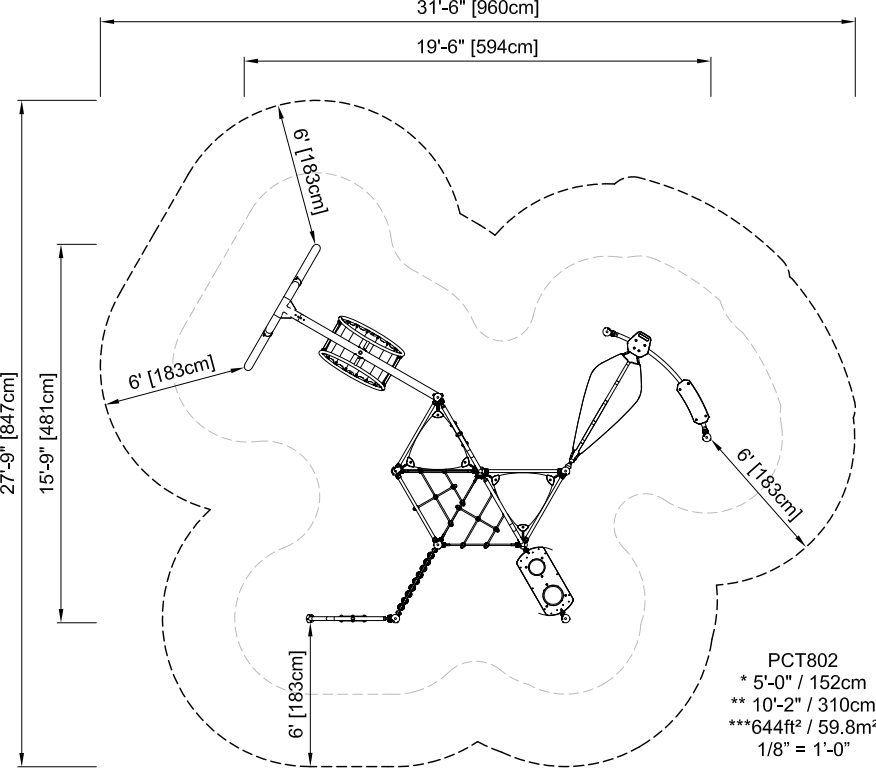 31'-6" [960cm]
19'-6" [594cm]
6' [183cm]
6' [183cm]
27'-9" [847cm]
15'-9" [481cm]
6' [183cm]
6' [183cm]
PCT802
* 5'-0" / 152cm
** 10'-2" / 310cm
***644ft² / 59.8m²
1/8” = 1’-0”